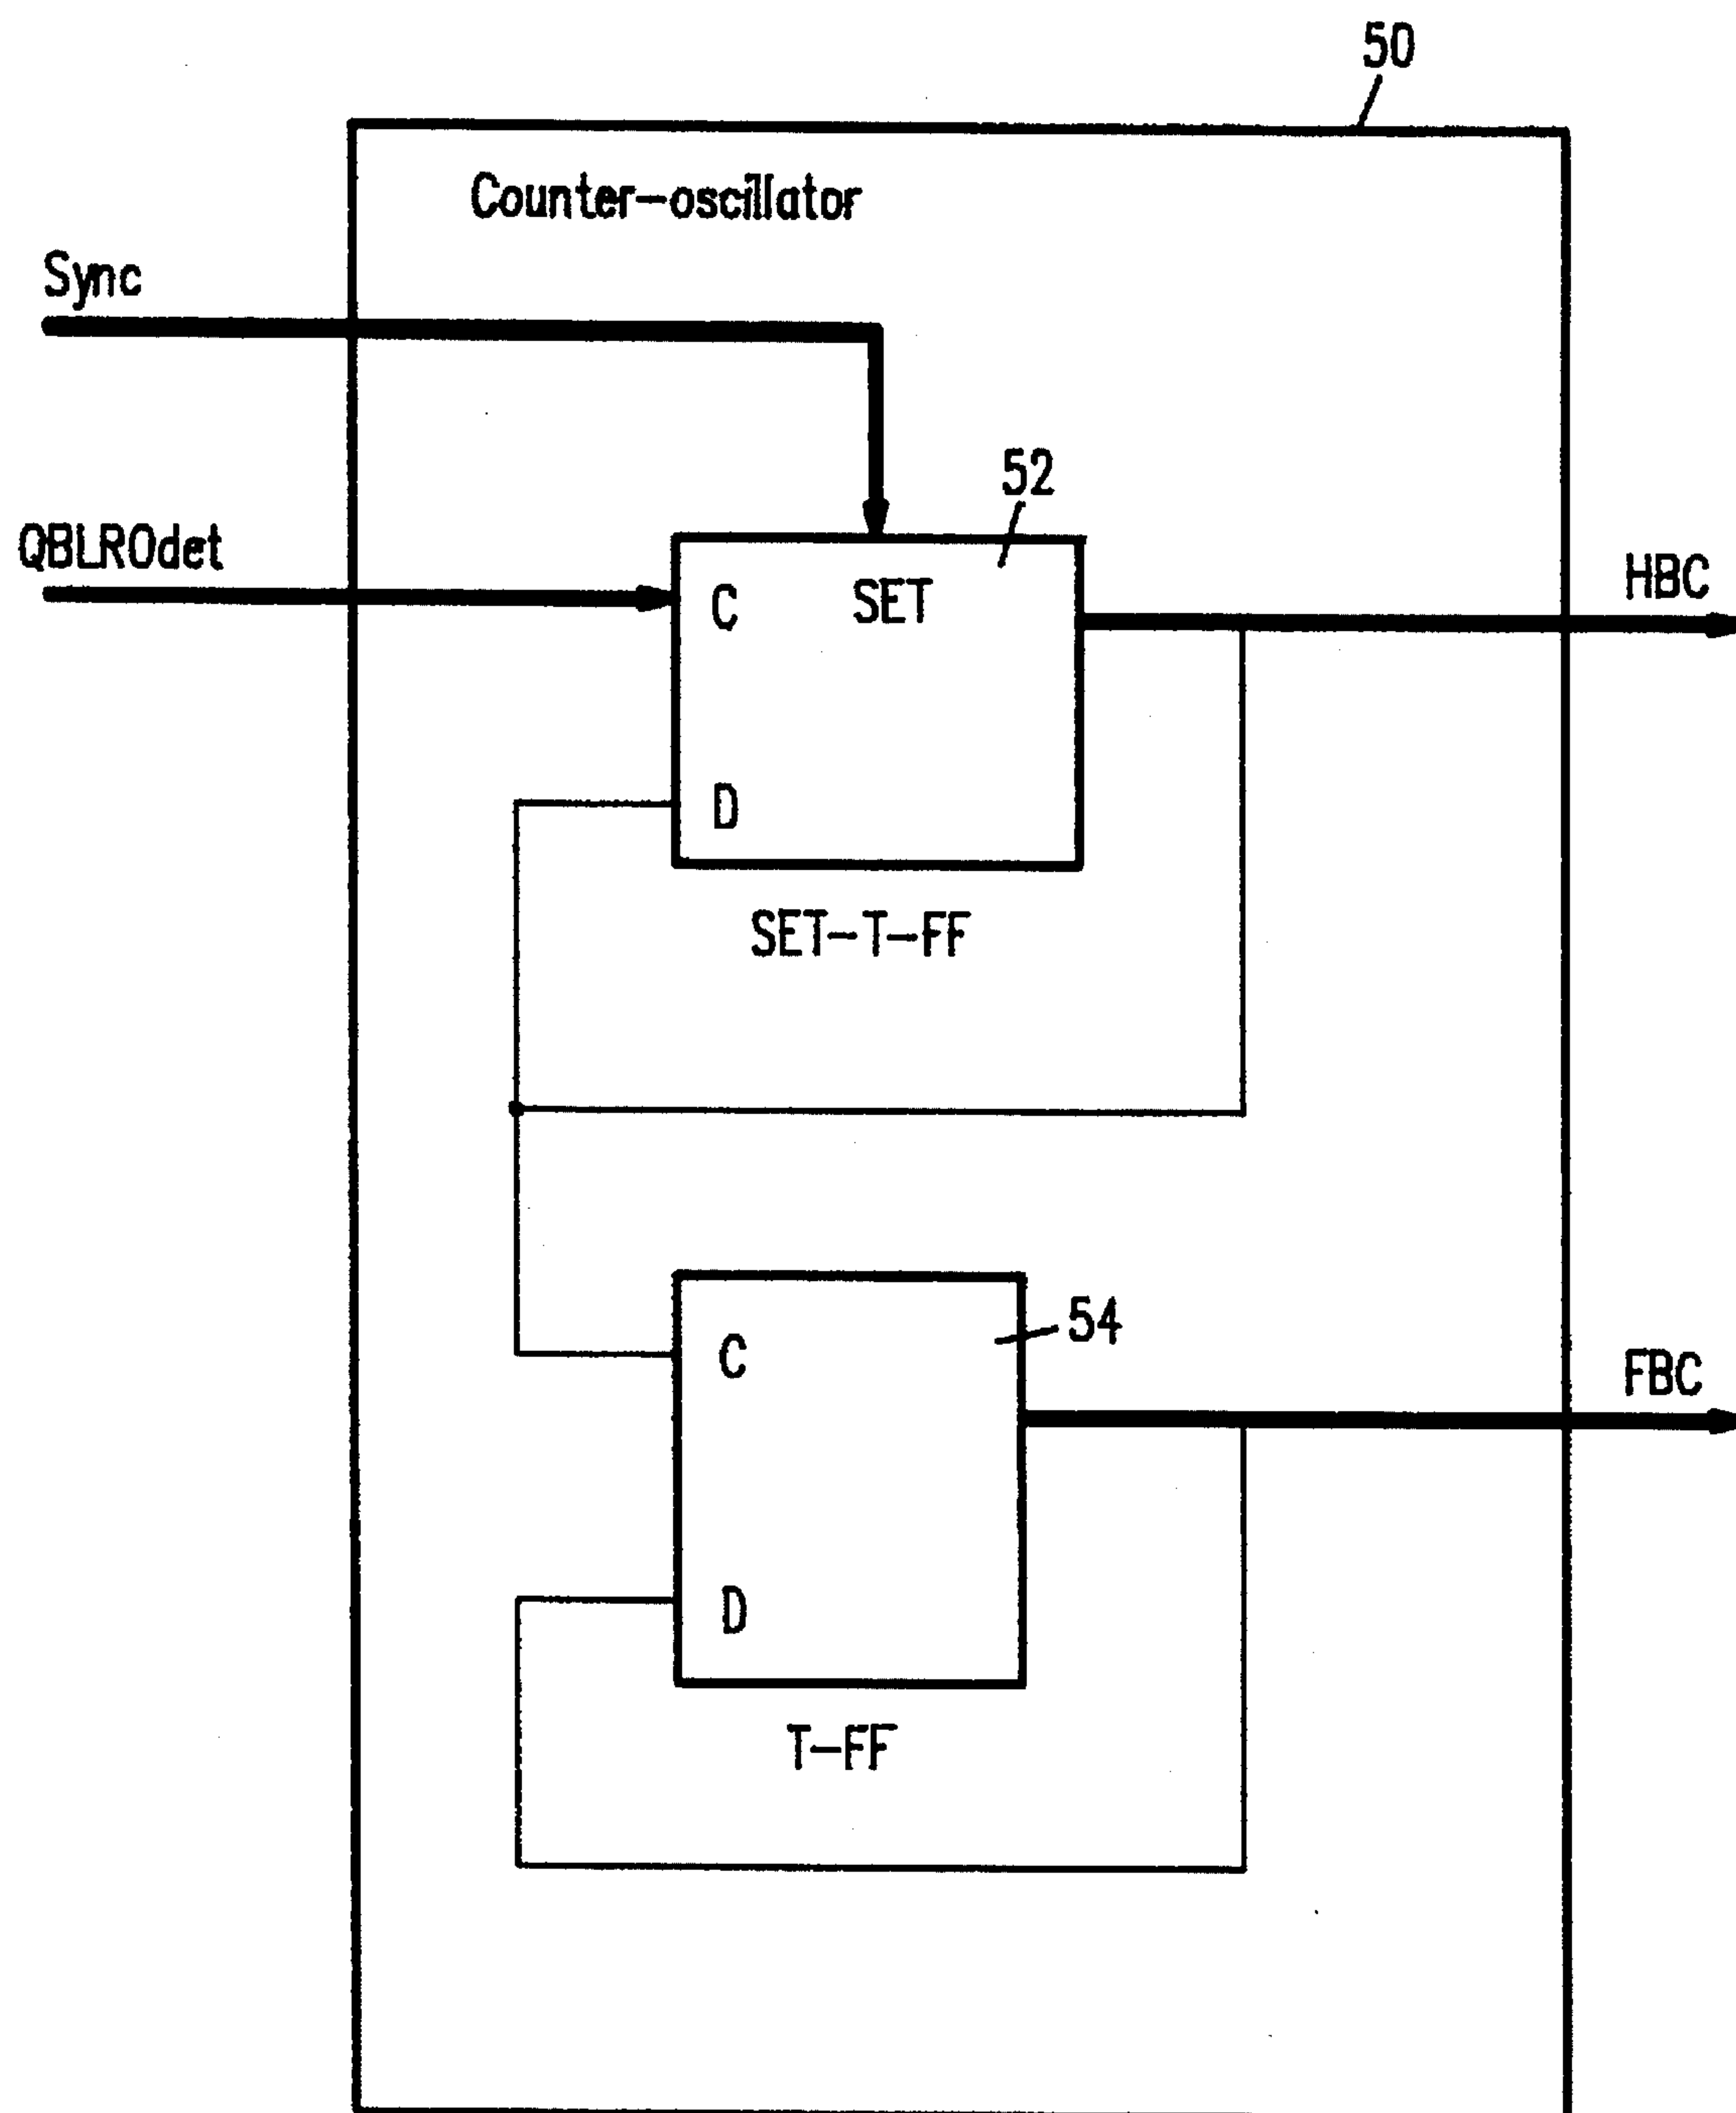 50
Counter-oscillator
Sync
52
QBLROdet
HBC
C
SET
D
SET-T-FF
54
C
FBC
D
T-FF